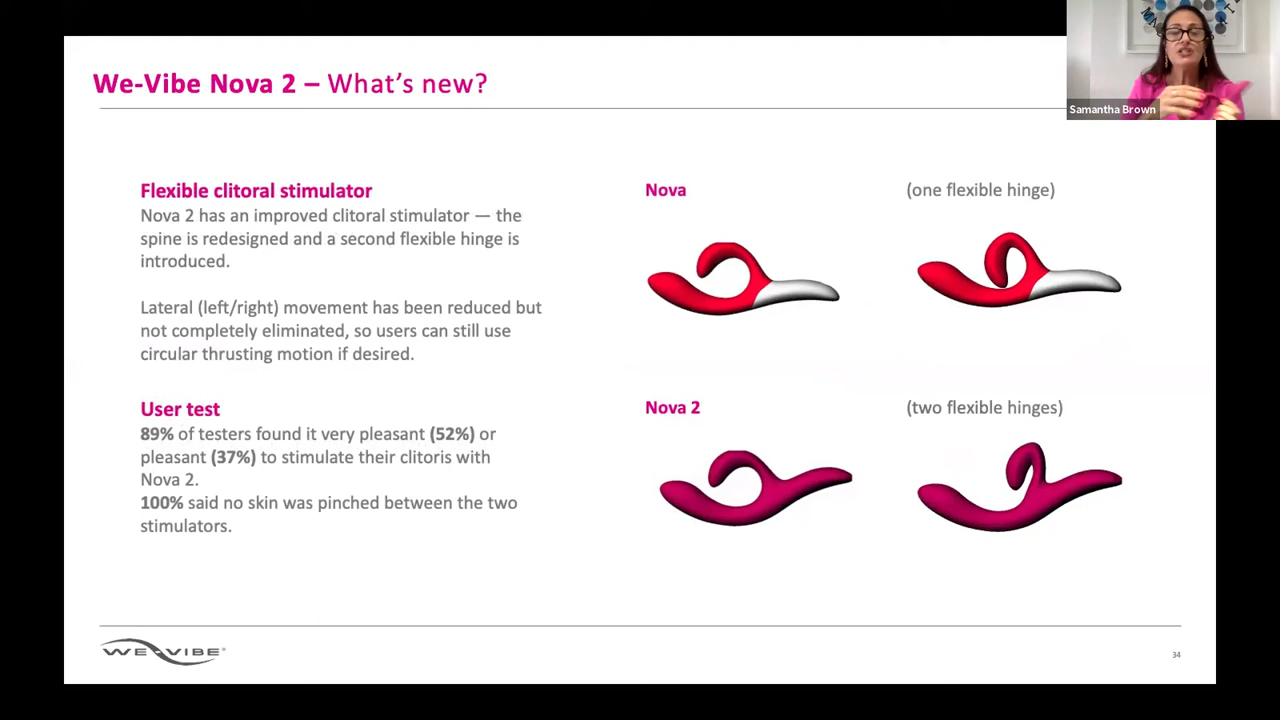 We-Vibe Nova 2 – What's new?
Samantha Brown
Flexible clitoral stimulator
Nova 2 has an improved clitoral stimulator — the
spine is redesigned and a second flexible hinge is
introduced.
Lateral (left/right) movement has been reduced but
not completely eliminated, so users can still use
circular thrusting motion if desired.
User test
89% of testers found it very pleasant (52%) or
pleasant (37%) to stimulate their clitoris with
Nova 2.
100% said no skin was pinched between the two
stimulators.
Nova
(one flexible hinge)
Nova 2
(two flexible hinges)
WE-VIBE®
34